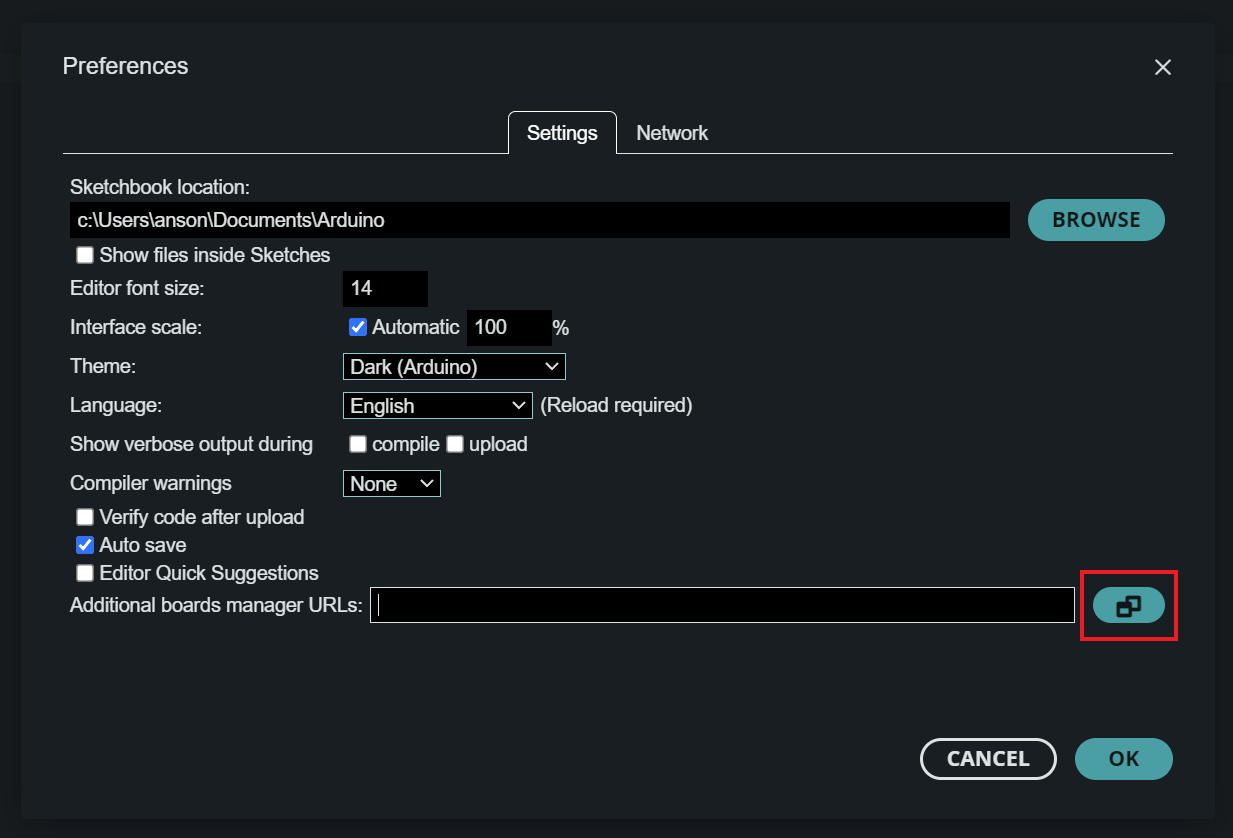 Preferences
Settings Network
Sketchbook location:
c:\Users\anson\Documents\Arduino BROWSE
Show files inside Sketches
Editor font size: 14
Interface scale: Automatic 100 %
Theme: Dark (Arduino)
Language: English (Reload required)
Show verbose output during compile upload
Compiler warnings None
Verify code after upload
Auto save
Editor Quick Suggestions
Additional boards manager URLs:
CANCEL OK